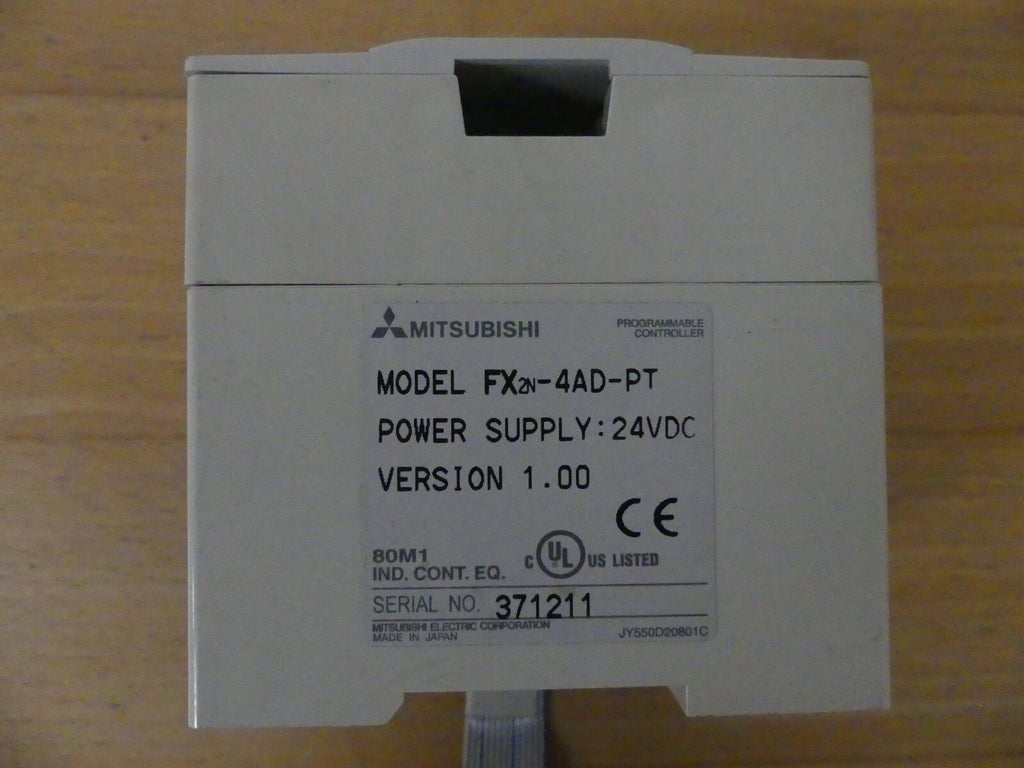 MITSUBISHI
PROGRAMMABLE
CONTROLLER
MODEL FX2N-4AD-PT
POWER SUPPLY:24VDC
VERSION 1.00
CE
80M1
IND. CONT. EQ.
C UL US LISTED
SERIAL NO. 371211
MITSUBISHI ELECTRIC CORPORATION
MADE IN JAPAN
JY550D20801C